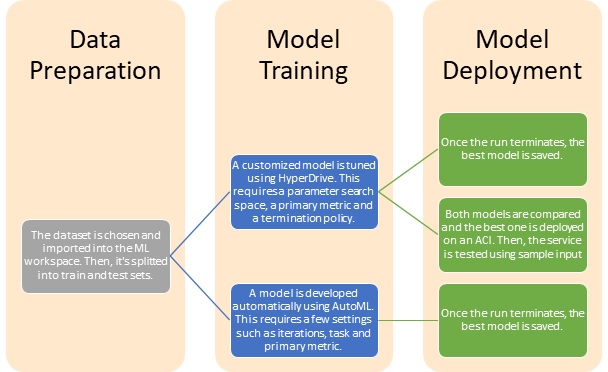 Data
Preparation
Model
Training
Model
Deployment
The dataset is chosen and
imported into the ML
workspace. Then, it's splitted
into train and test sets.
A customized model is tuned
using HyperDrive. This
requires a parameter search
space, a primary metric and
a termination policy.
A model is developed
automatically using AutoML.
This requires a few settings
such as iterations, task and
primary metric.
Once the run terminates, the
best model is saved.
Both models are compared
and the best one is deployed
on an ACI. Then, the service
is tested using sample input
Once the run terminates, the
best model is saved.